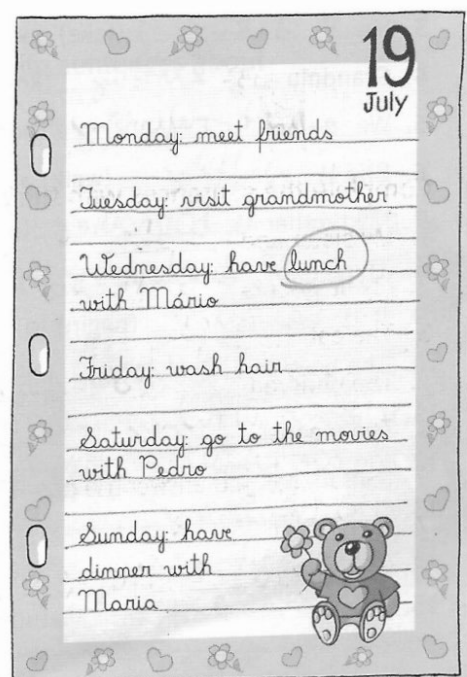 19
July
Monday: meet friends
Tuesday: visit grandmother
Wednesday: have lunch
with Mário
Friday: wash hair
Saturday: go to the movies
with Pedro
Sunday: have
dinner with
Maria